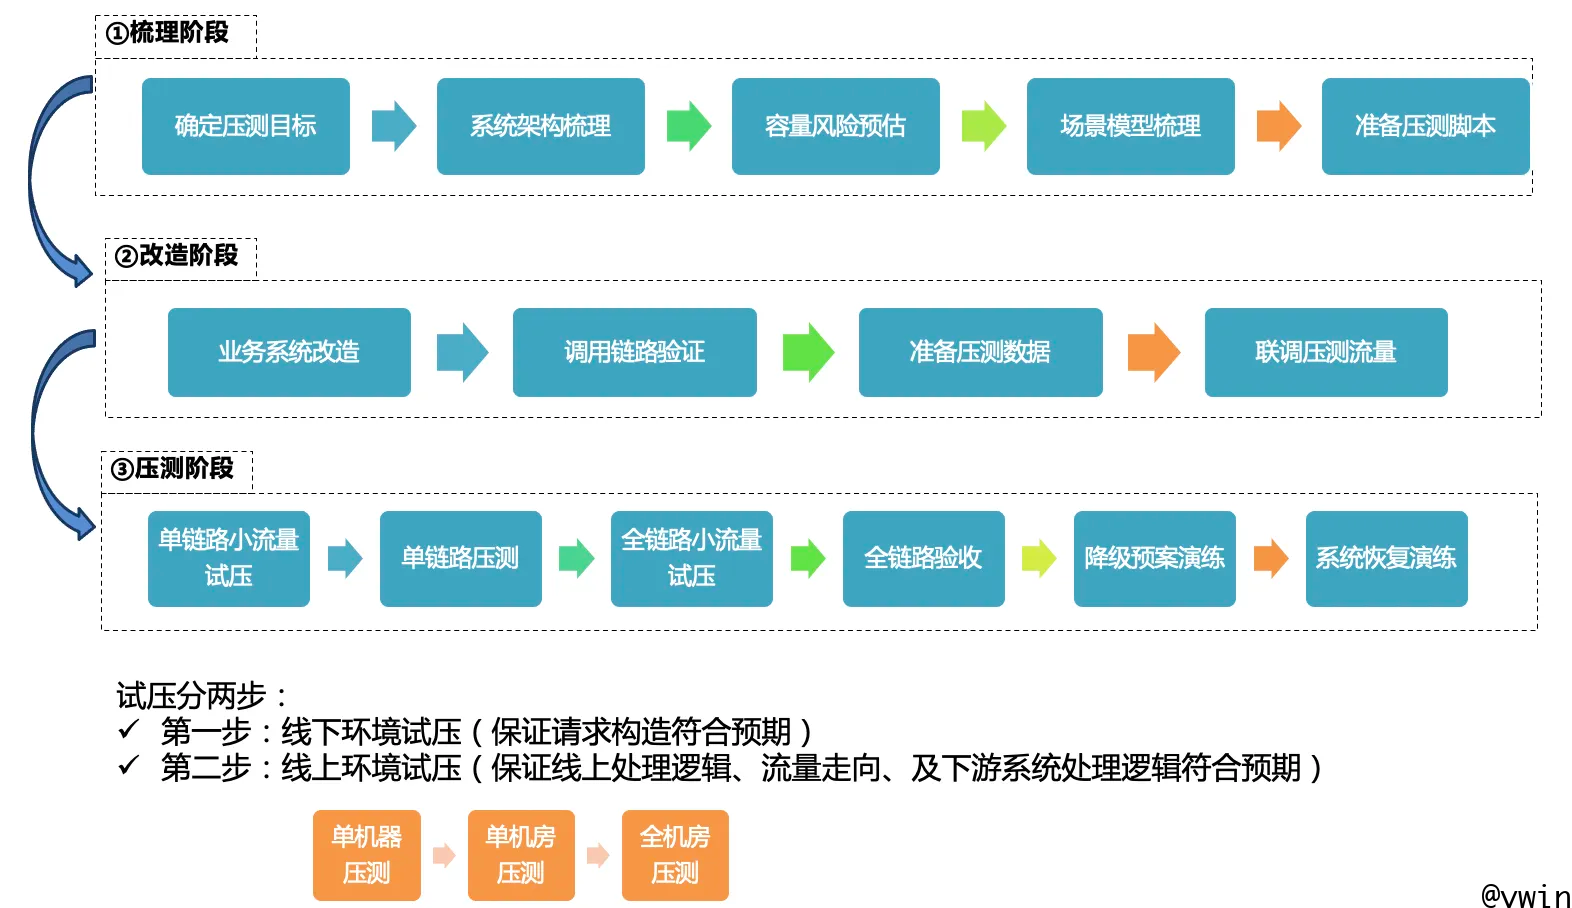 ①梳理阶段
确定压测目标
系统架构梳理
容量风险预估
场景模型梳理
准备压测脚本
②改造阶段
业务系统改造
调用链路验证
准备压测数据
联调压测流量
③压测阶段
单链路小流量
试压
单链路压测
全链路小流量
试压
全链路验收
降级预案演练
系统恢复演练
试压分两步：
✓ 第一步：线下环境试压（保证请求构造符合预期）
✓ 第二步：线上环境试压（保证线上处理逻辑、流量走向、及下游系统处理逻辑符合预期）
单机器
压测
单机房
压测
全机房
压测
@vwin